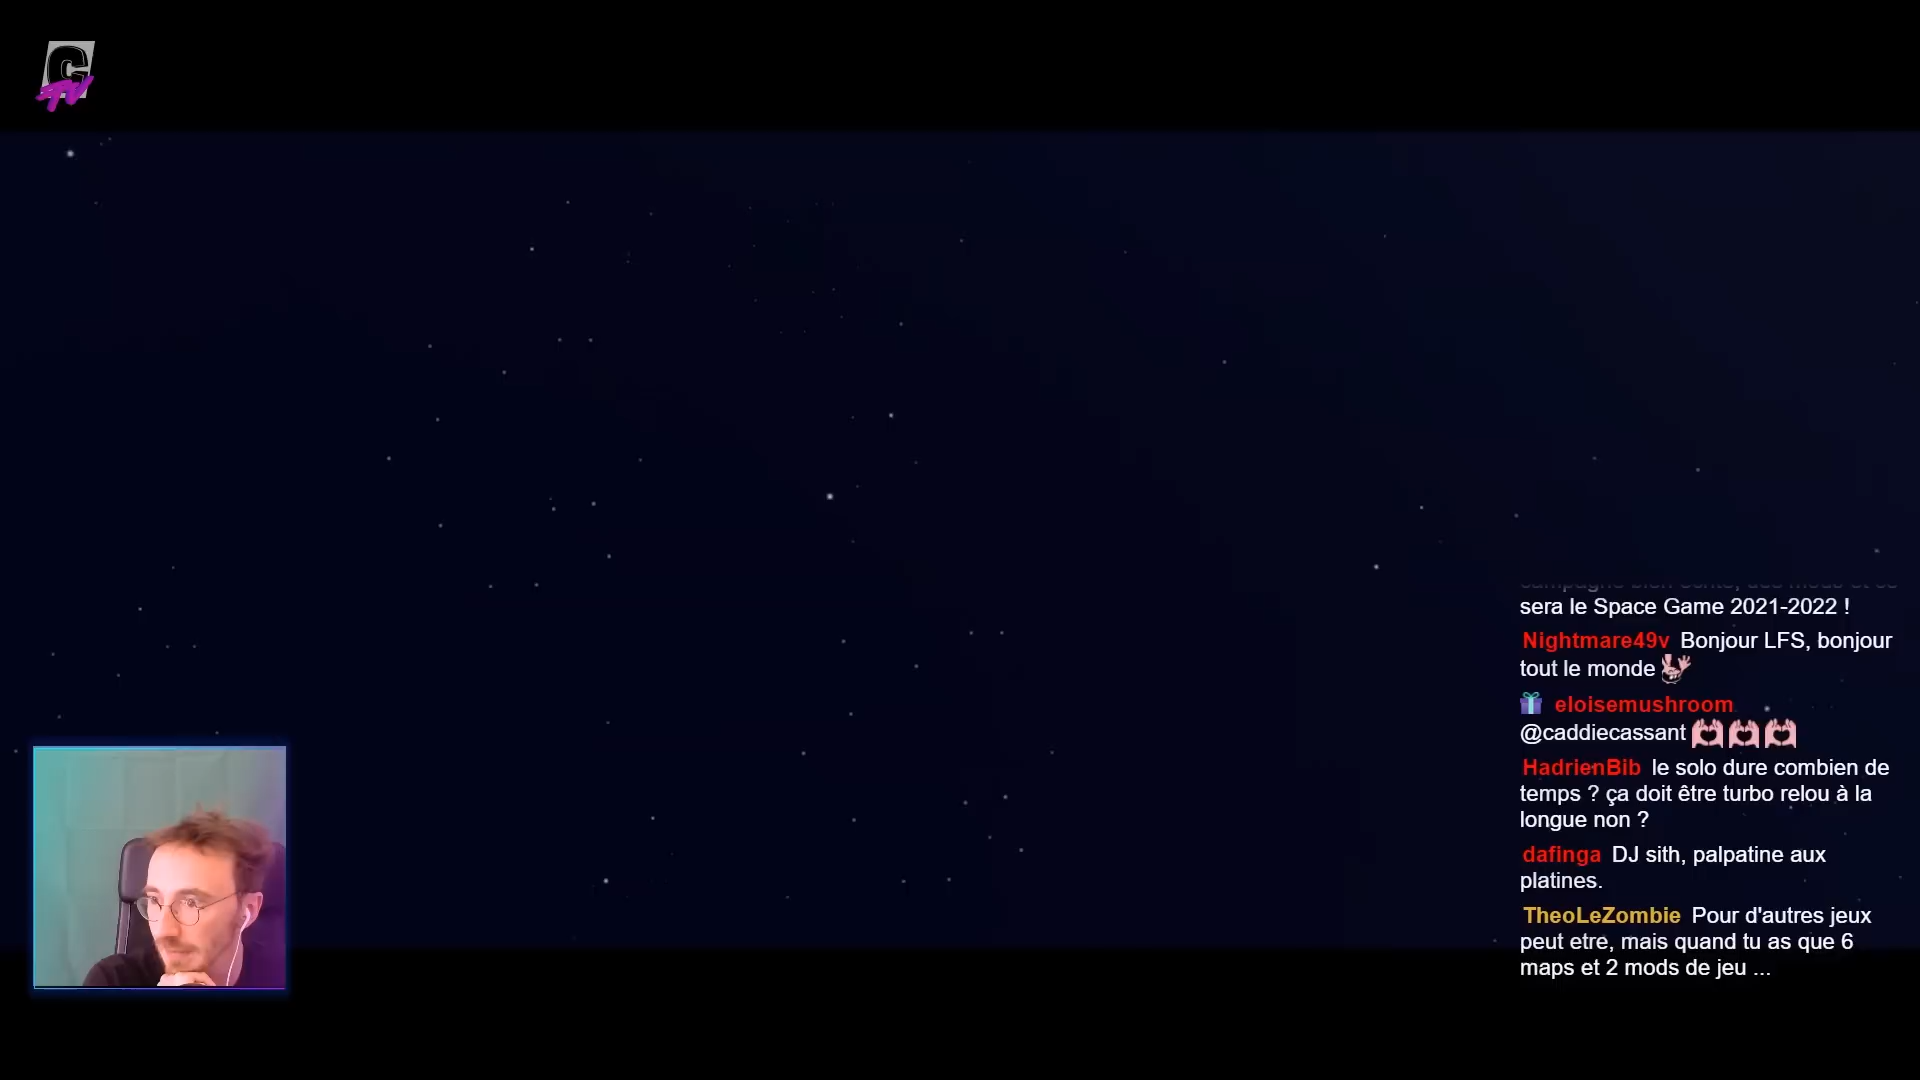 C
TV
sera le Space Game 2021-2022 !
Nightmare49v Bonjour LFS, bonjour
tout le monde
eloisemushroom
@caddiecassant
HadrienBib le solo dure combien de
temps ? ça doit être turbo relou à la
longue non ?
dafinga DJ sith, palpatine aux
platines.
TheoLeZombie Pour d'autres jeux
peut etre, mais quand tu as que 6
maps et 2 mods de jeu ...